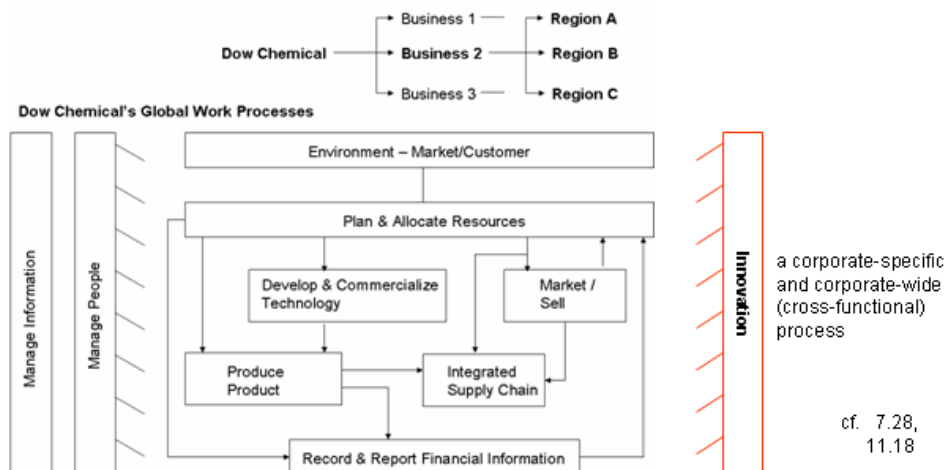 Business 1
Region A
Dow Chemical
Business 2
Region B
Business 3
Region C
Dow Chemical's Global Work Processes
Environment – Market/Customer
Plan & Allocate Resources
Develop & Commercialize
Technology
Market /
Sell
Produce
Product
Integrated
Supply Chain
Record & Report Financial Information
Manage Information
Manage People
Innovation
a corporate-specific
and corporate-wide
(cross-functional)
process
cf. 7.28,
11.18